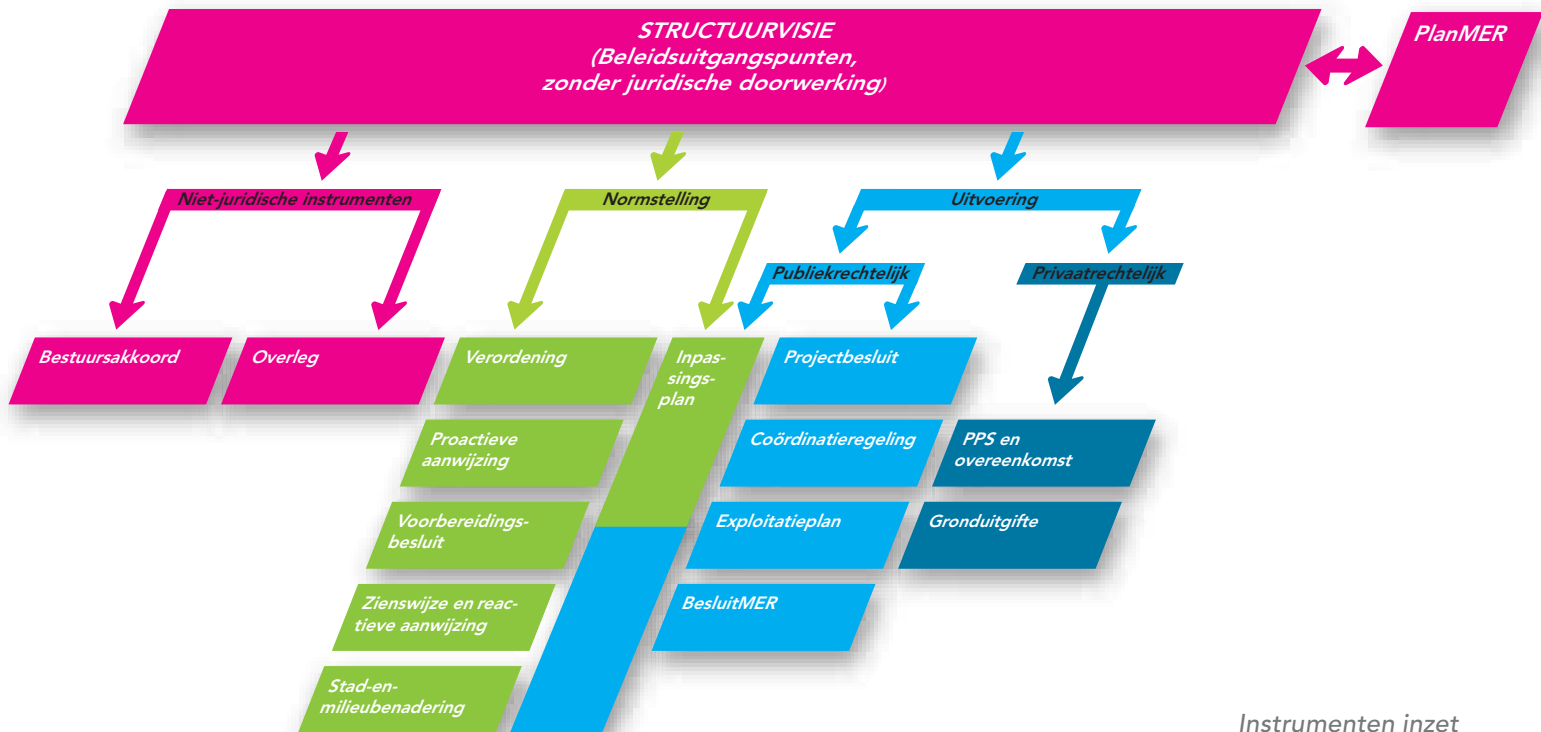 STRUCTUURVISIE
(Beleidsuitgangspunten,
zonder juridische doorwerking)
PlanMER
Niet-juridische instrumenten
Normstelling
Uitvoering
Publiekrechtelijk
Privaatrechtelijk
Bestuursakkoord
Overleg
Verordening
Inpas-
sings-
plan
Projectbesluit
Proactieve
aanwijzing
Coördinatieregeling
PPS en
overeenkomst
Voorbereidings-
besluit
Exploitatieplan
Gronduitgifte
Zienswijze en reac-
tieve aanwijzing
BesluitMER
Stad-en-
milieubenadering
Instrumenten inzet